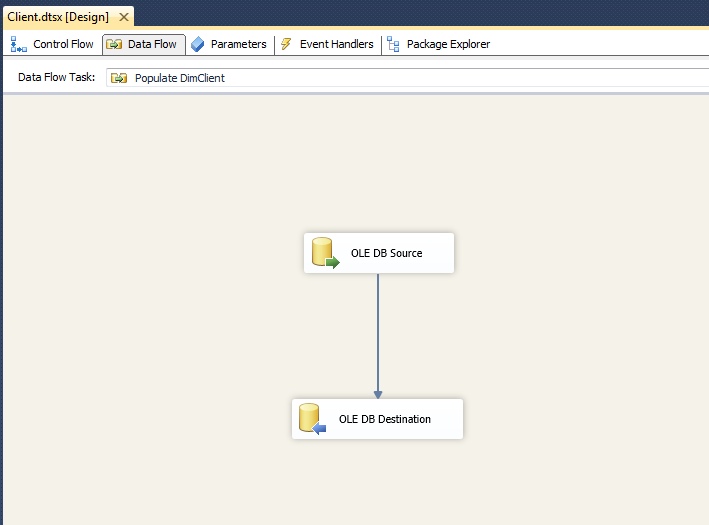 Client.dtsx [Design]
Control Flow Data Flow Parameters Event Handlers Package Explorer
Data Flow Task: Populate DimClient
OLE DB Source
OLE DB Destination